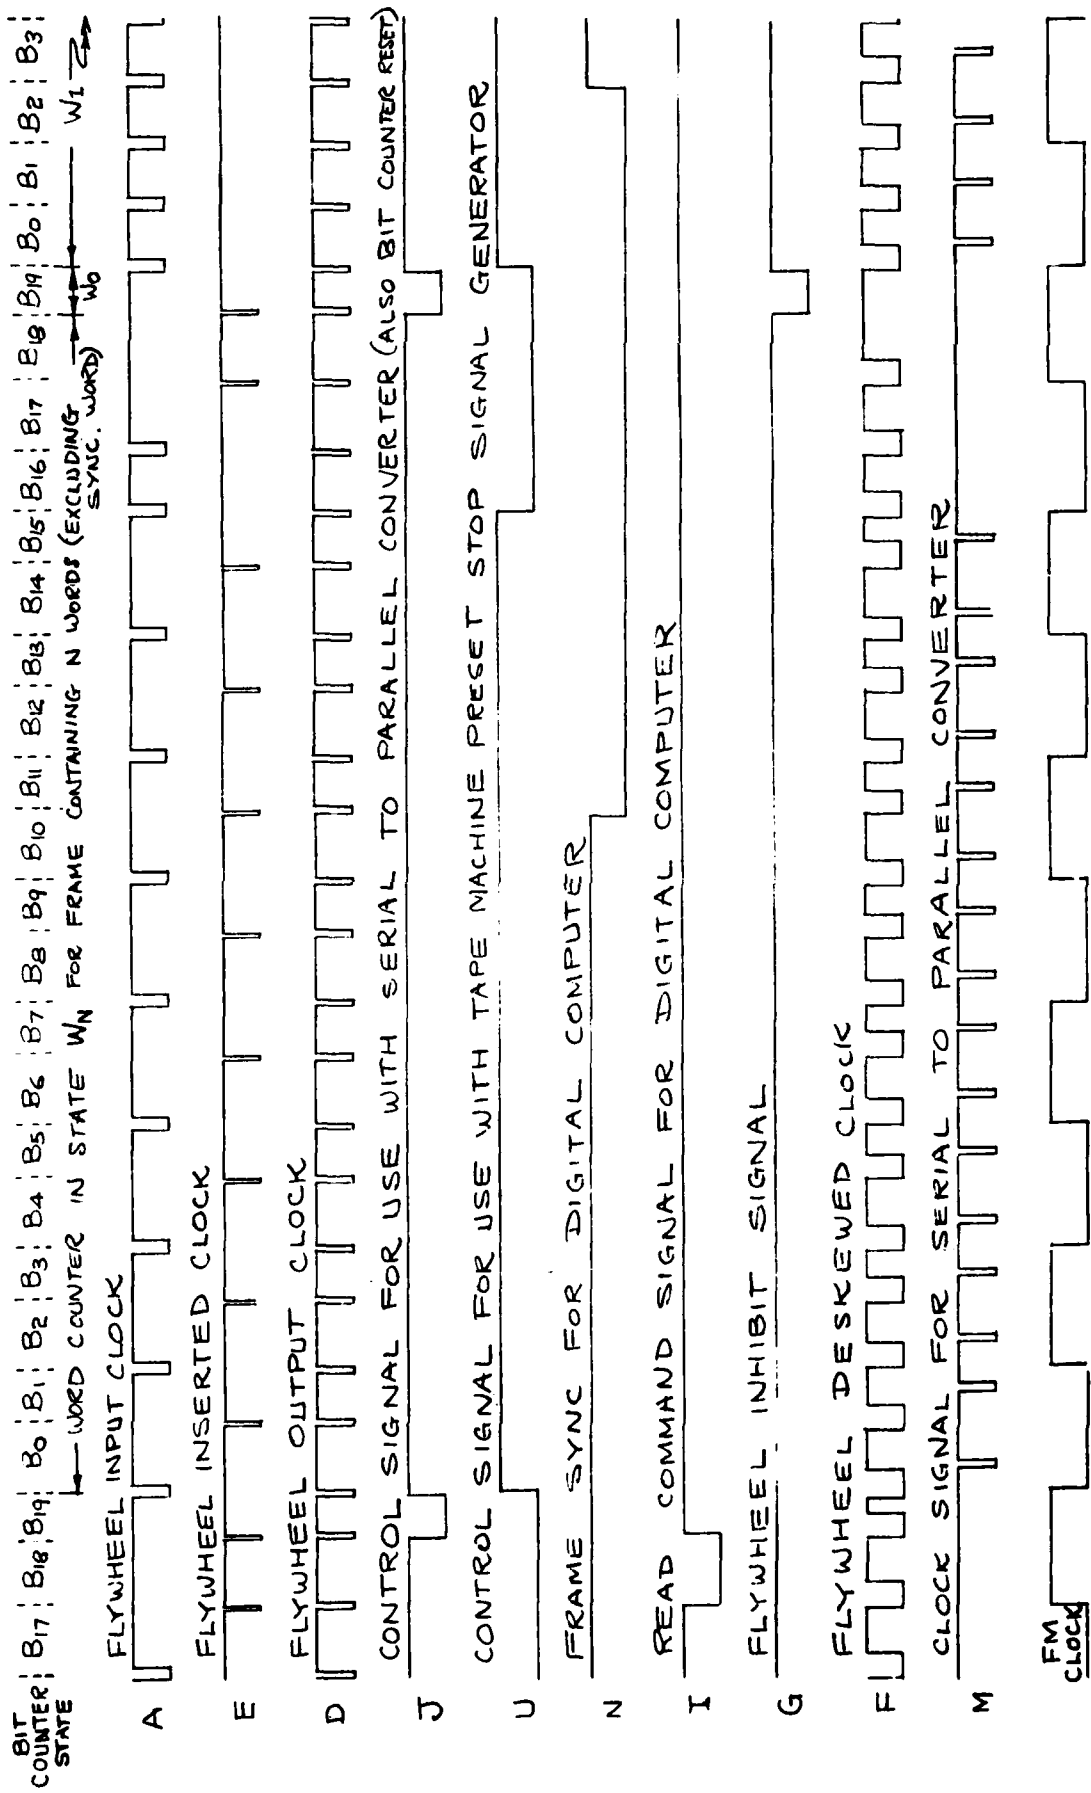 BIT COUNTER STATE
B17 B18 B19 B0 B1 B2 B3 B4 B5 B6 B7 B8 B9 B10 B11 B12 B13 B14 B15 B16 B17 B18 B19 B0 B1 B2 B3
WORD COUNTER IN STATE WN FOR FRAME CONTAINING N WORDS (EXCLUDING SYNC. WORD) W0 W1
FLYWHEEL INPUT CLOCK
A
FLYWHEEL INSERTED CLOCK
E
FLYWHEEL OUTPUT CLOCK
D
CONTROL SIGNAL FOR USE WITH SERIAL TO PARALLEL CONVERTER (ALSO BIT COUNTER RESET)
J
CONTROL SIGNAL FOR USE WITH TAPE MACHINE PRESET STOP SIGNAL GENERATOR
U
FRAME SYNC FOR DIGITAL COMPUTER
N
READ COMMAND SIGNAL FOR DIGITAL COMPUTER
I
FLYWHEEL INHIBIT SIGNAL
G
FLYWHEEL DESKEWED CLOCK
F
CLOCK SIGNAL FOR SERIAL TO PARALLEL CONVERTER
M
FM
CLOCK